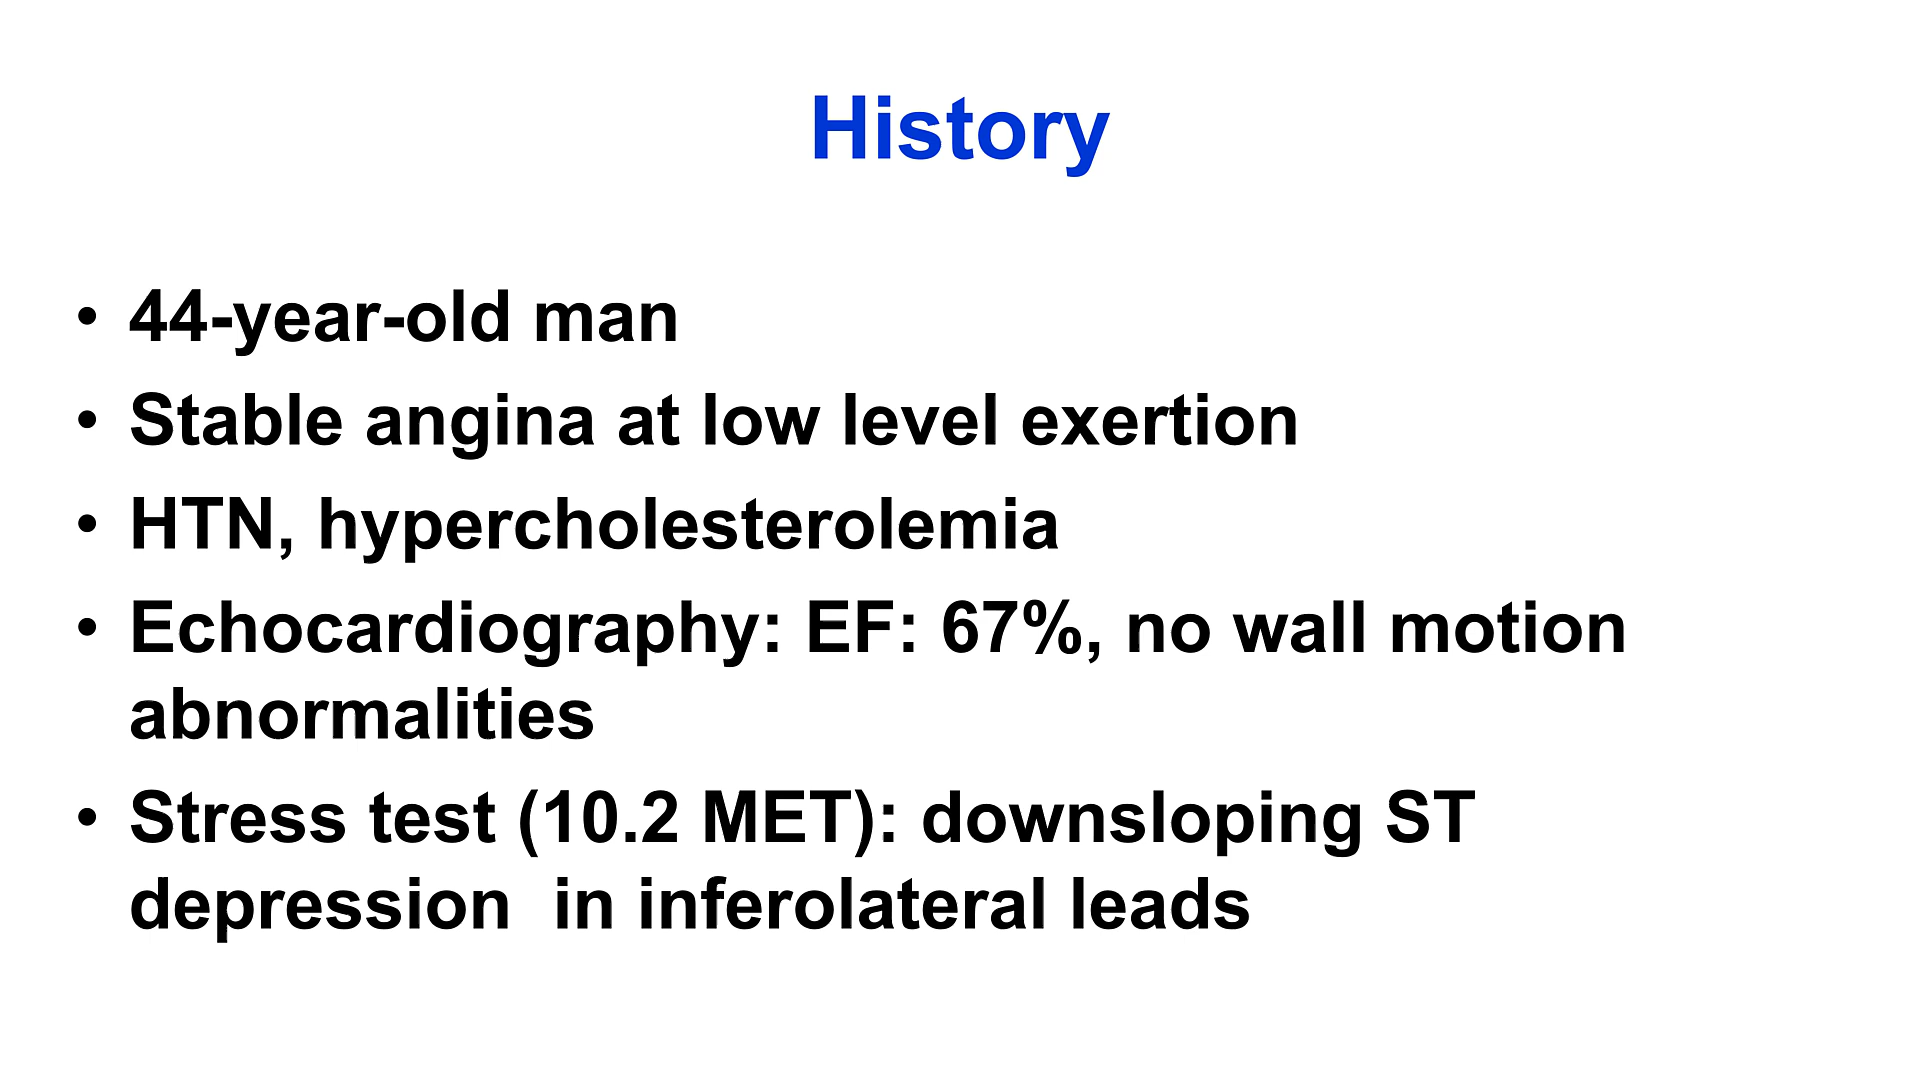 History
• 44-year-old man
• Stable angina at low level exertion
• HTN, hypercholesterolemia
• Echocardiography: EF: 67%, no wall motion
abnormalities
• Stress test (10.2 MET): downsloping ST
depression  in inferolateral leads